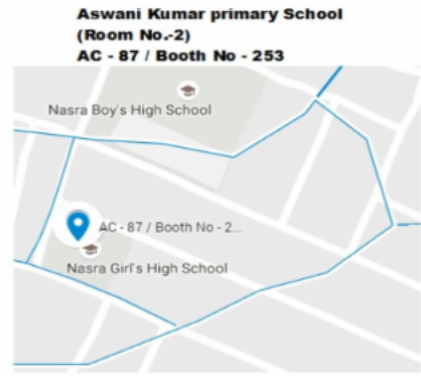 Aswani Kumar primary School
(Room No.-2)
AC - 87 / Booth No - 253
Nasra Boy's High School
AC - 87 / Booth No - 2...
Nasra Girl's High School